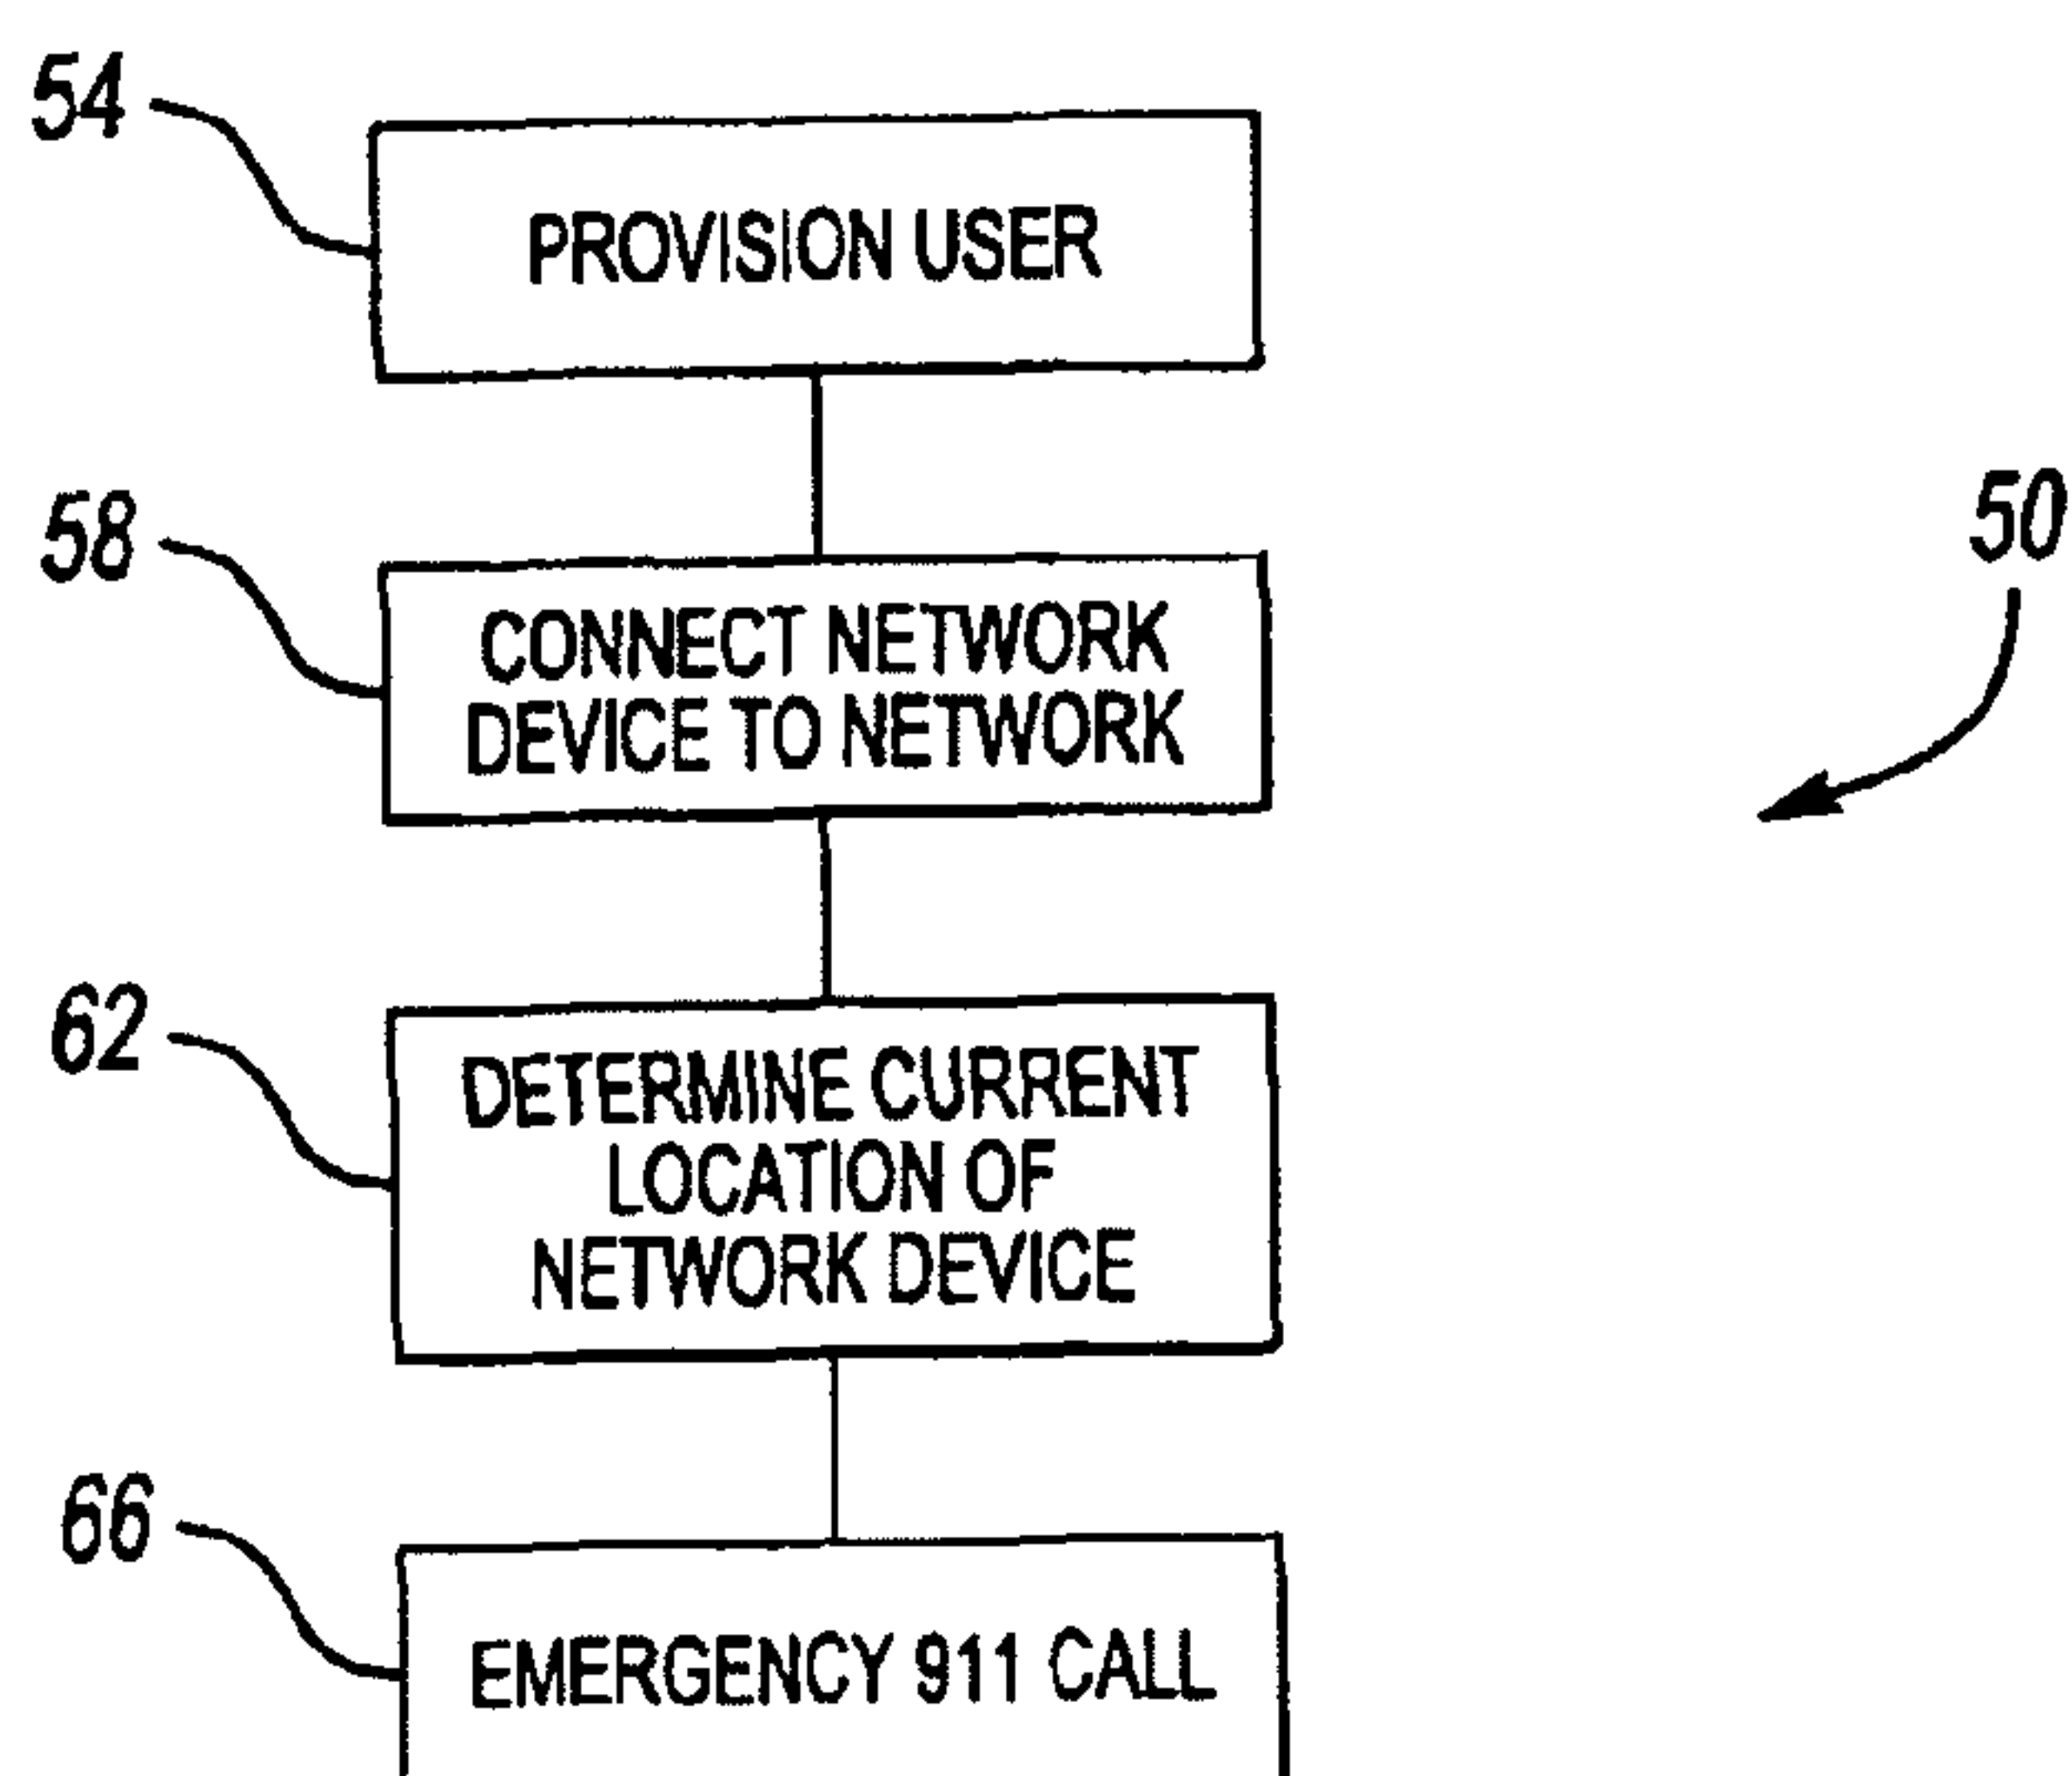 54
PROVISION USER
58
50
CONNECT NETWORK
DEVICE TO NETWORK
62
DETERMINE CURRENT
LOCATION OF
NETWORK DEVICE
66
EMERGENCY 911 CALL